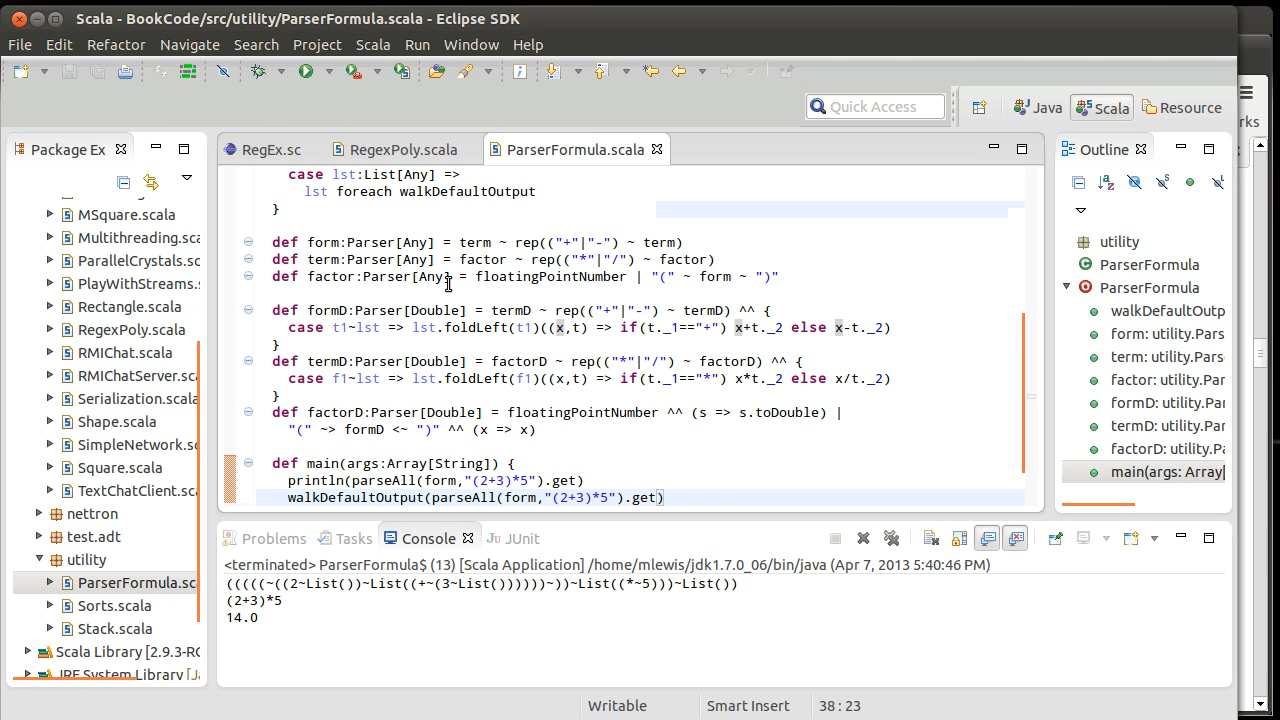 Scala - BookCode/src/utility/ParserFormula.scala - Eclipse SDK
File Edit Refactor Navigate Search Project Scala Run Window Help
Quick Access Java Scala Resource
Package Ex
RegEx.sc RegexPoly.scala ParserFormula.scala
Outline
MSquare.scala
Multithreading.sca
ParallelCrystals.sc
PlayWithStreams.
Rectangle.scala
RegexPoly.scala
RMIChat.scala
RMIChatServer.sca
Serialization.scala
Shape.scala
SimpleNetwork.sc
Square.scala
TextChatClient.sca
nettron
test.adt
utility
ParserFormula.sc
Sorts.scala
Stack.scala
Scala Library [2.9.3-RC
JRE System Library [Ja
case lst:List[Any] =>
lst foreach walkDefaultOutput
}
def form:Parser[Any] = term ~ rep(("+"|"-") ~ term)
def term:Parser[Any] = factor ~ rep(("*"|"/") ~ factor)
def factor:Parser[Any] = floatingPointNumber | "(" ~ form ~ ")"
def formD:Parser[Double] = termD ~ rep(("+"|"-") ~ termD) ^^ {
case t1~lst => lst.foldLeft(t1)((x,t) => if(t._1=="+") x+t._2 else x-t._2)
}
def termD:Parser[Double] = factorD ~ rep(("*"|"/") ~ factorD) ^^ {
case f1~lst => lst.foldLeft(f1)((x,t) => if(t._1=="*") x*t._2 else x/t._2)
}
def factorD:Parser[Double] = floatingPointNumber ^^ (s => s.toDouble) |
"(" ~> formD <~ ")" ^^ (x => x)
def main(args:Array[String]) {
println(parseAll(form,"(2+3)*5").get)
walkDefaultOutput(parseAll(form,"(2+3)*5").get)
utility
ParserFormula
ParserFormula
walkDefaultOutp
form: utility.Pars
term: utility.Pars
factor: utility.Par
formD: utility.Par
termD: utility.Par
factorD: utility.Pa
main(args: Array[
rks
Problems Tasks Console JUnit
<terminated> ParserFormula$ (13) [Scala Application] /home/mlewis/jdk1.7.0_06/bin/java (Apr 7, 2013 5:40:46 PM)
(((((~((2~List())~List((+~(3~List())))))~))~List((*~5)))~List())
(2+3)*5
14.0
Writable Smart Insert 38 : 23